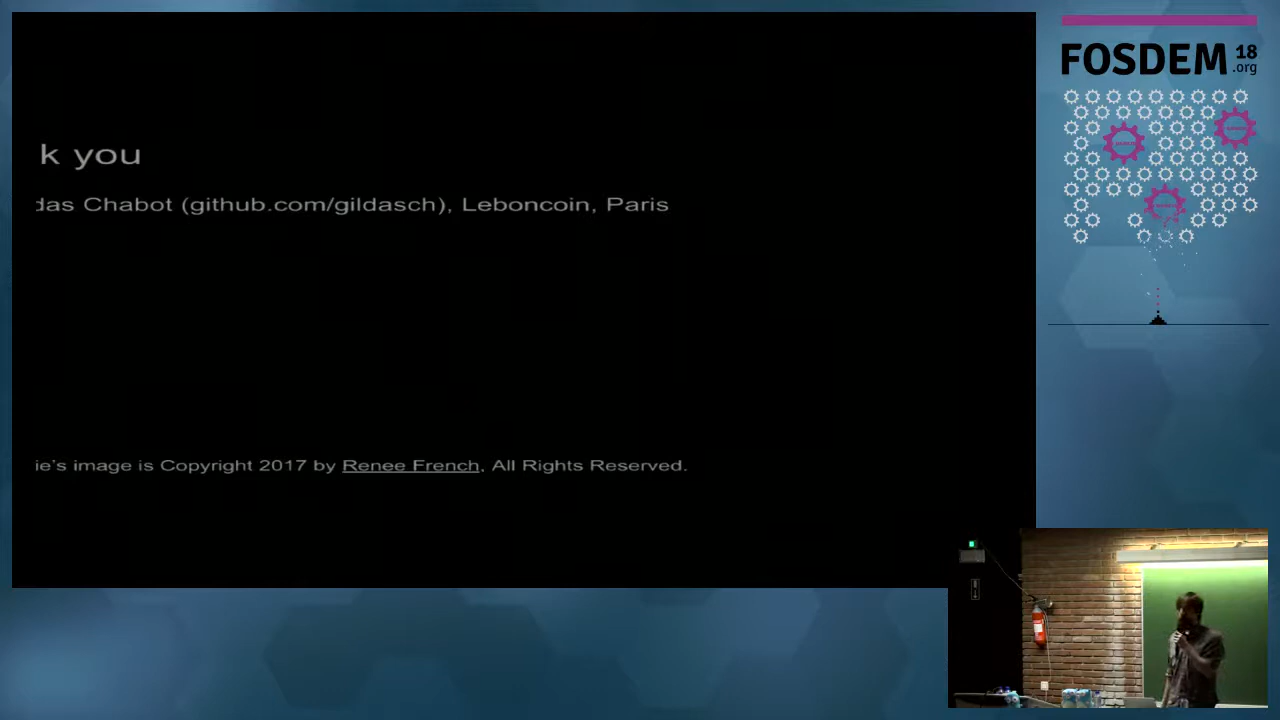 k you
das Chabot (github.com/gildasch), Leboncoin, Paris
ie's image is Copyright 2017 by Renee French, All Rights Reserved.
FOSDEM 18
.org